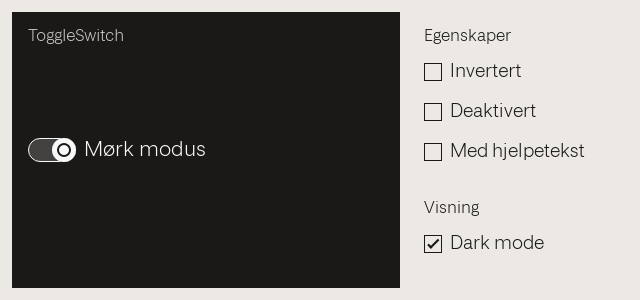 ToggleSwitch
Mørk modus
Egenskaper
Invertert
Deaktivert
Med hjelpetekst
Visning
Dark mode